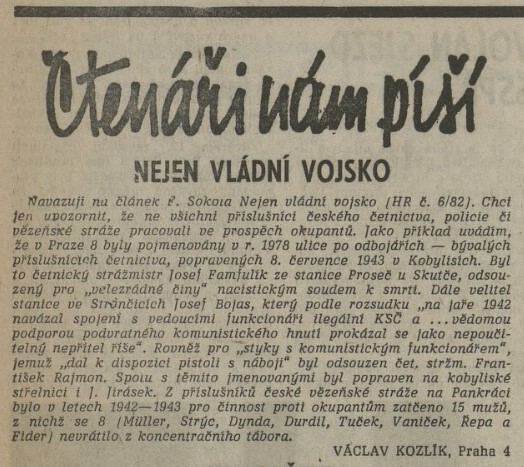 Čtenáři nám píší
NEJEN VLÁDNÍ VOJSKO
Navazuji na článek F. Sokola Nejen vládní vojsko (HR č. 6/82). Chci
jen upozornit, že ne všichni příslušníci českého četnictva, policie či
vězeňské stráže pracovali ve prospěch okupantů. Jako příklad uvádím,
že v Praze 8 byly pojmenovány v r. 1978 ulice po odbojářích — bývalých
příslušnících četnictva, popravených 8. července 1943 v Kobylisích. Byl
to četnický strážmistr Josef Famfulík ze stanice Proseč u Skutče, odsou-
zený pro „velezrádné činy" nacistickým soudem k smrti. Dále velitel
stanice ve Strančicích Josef Bojas, který podle rozsudku „na jaře 1942
navázal spojení s vedoucími funkcionáři ilegální KSČ a ...vědomou
podporou podvratného komunistického hnutí prokázal se jako nepouči-
telný nepřítel říše". Rovněž pro „styky s komunistickým funkcionářem",
jemuž „dal k dispozici pistoli s náboji" byl odsouzen čet. stržm. Fran-
tišek Rajmon. Spolu s těmito jmenovanými byl popraven na kobyliské
střelnici i J. Jirásek. Z příslušníků české vězeňské stráže na Pankráci
bylo v letech 1942—1943 pro činnost proti okupantům zatčeno 15 mužů,
z nichž se 8 (Müller, Strýc, Dynda, Durdil, Tuček, Vaníček, Řepa a
Fider) nevrátilo z koncentračního tábora.
VÁCLAV KOZLÍK, Praha 4